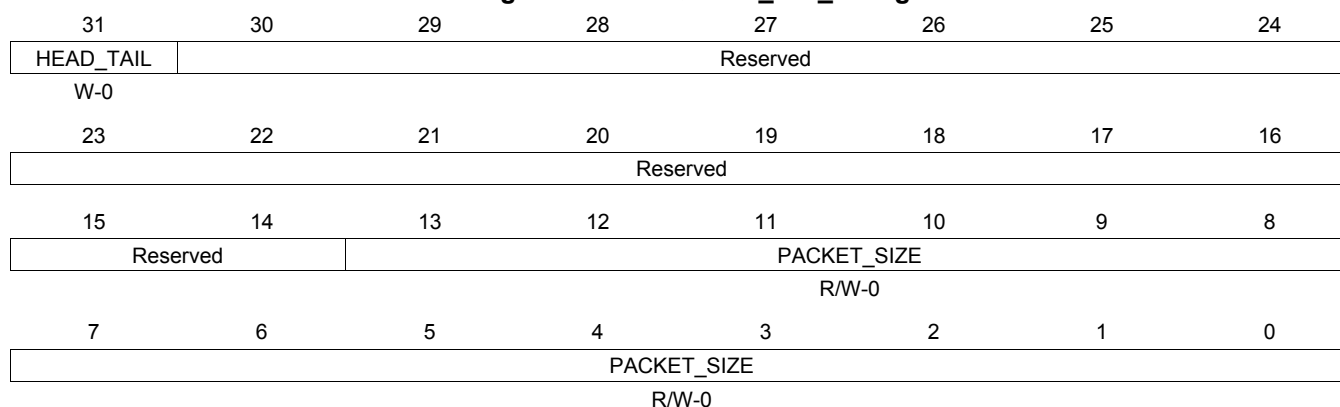 31 30 29 28 27 26 25 24
HEAD_TAIL Reserved
W-0
23 22 21 20 19 18 17 16
Reserved
15 14 13 12 11 10 9 8
Reserved PACKET_SIZE
R/W-0
7 6 5 4 3 2 1 0
PACKET_SIZE
R/W-0